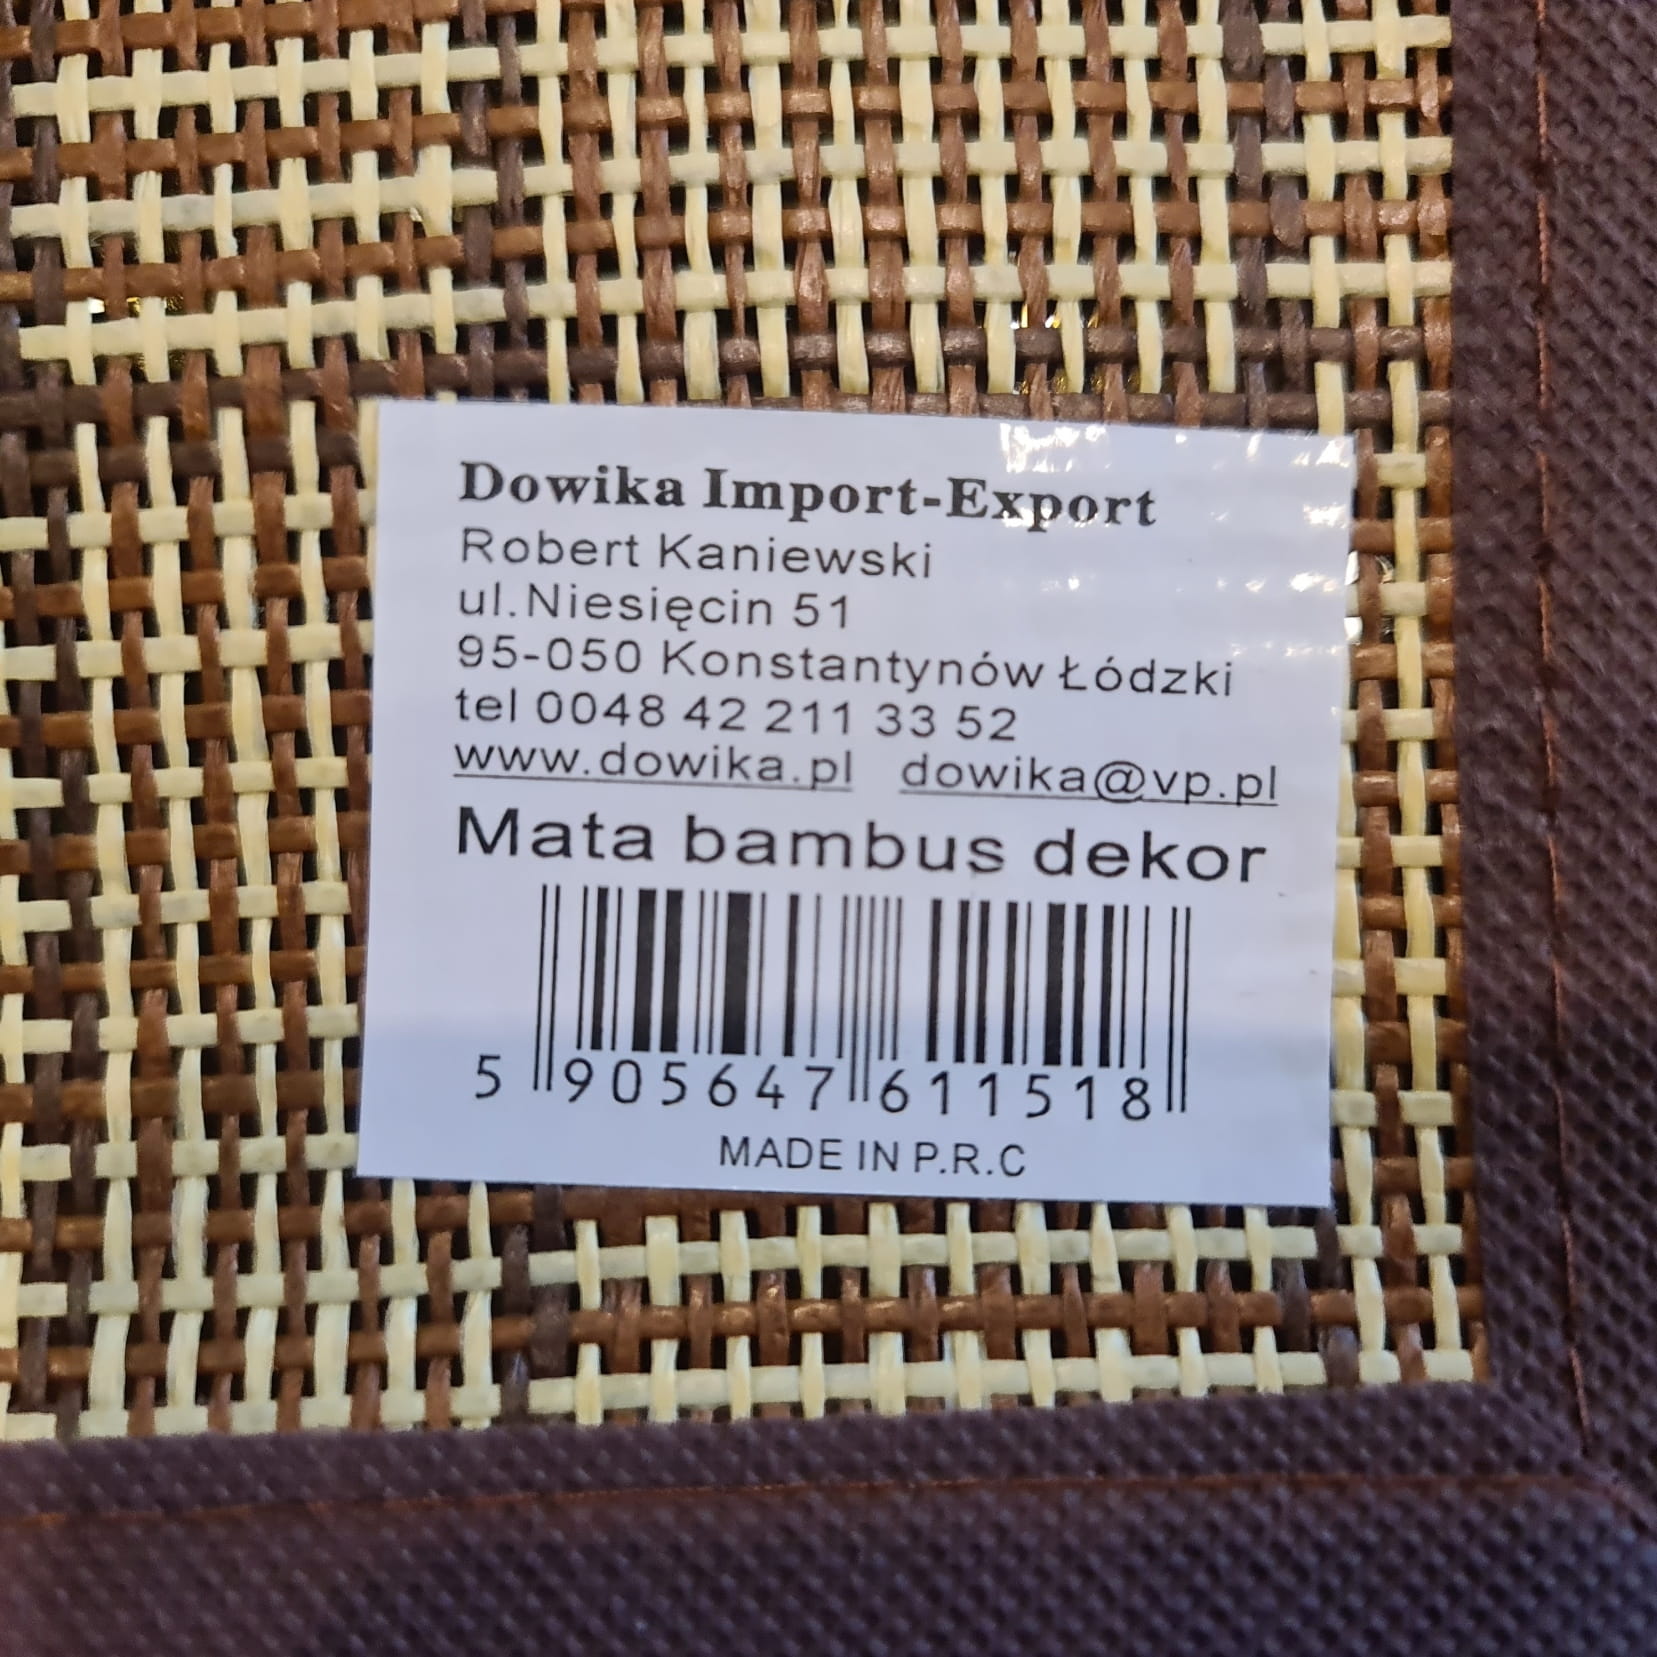 Dowika Import-Export
Robert Kaniewski
ul.Niesięcin 51
95-050 Konstantynów Łódzki
tel 0048 42 211 33 52
www.dowika.pl dowika@vp.pl
Mata bambus dekor
5 905647 611518
MADE IN P.R.C